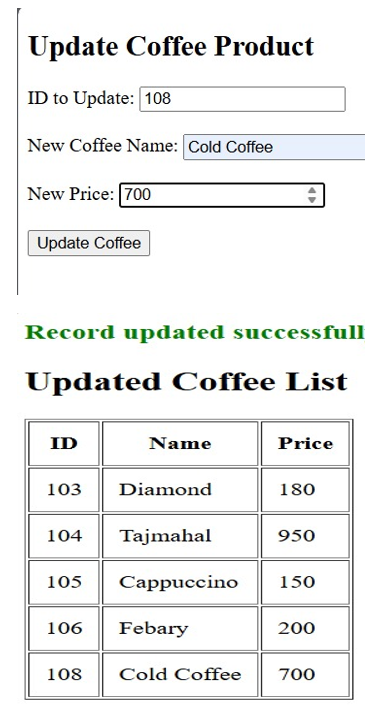 Update Coffee Product
ID to Update: 108
New Coffee Name: Cold Coffee
New Price: 700
Update Coffee
Record updated successfull
Updated Coffee List
ID Name Price
103 Diamond 180
104 Tajmahal 950
105 Cappuccino 150
106 Febary 200
108 Cold Coffee 700